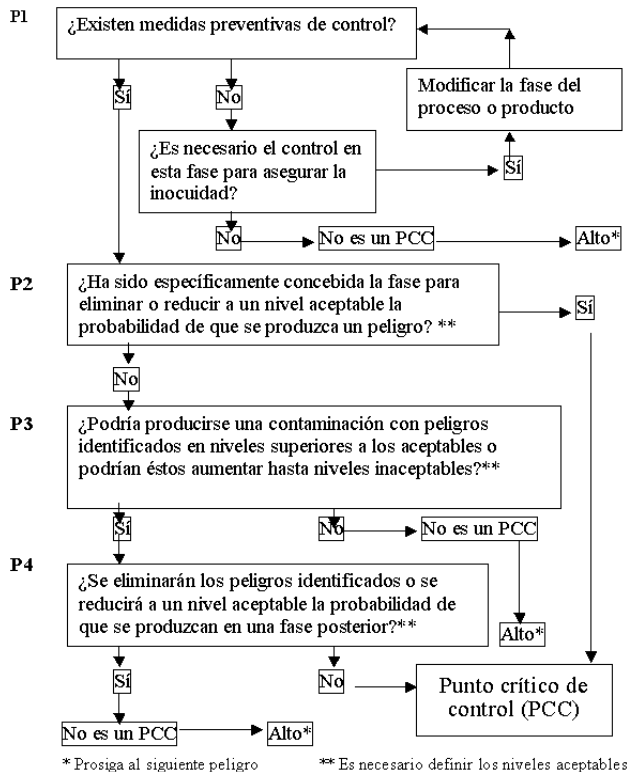 P1
¿Existen medidas preventivas de control?
Sí
No
Modificar la fase del
proceso o producto
¿Es necesario el control en
esta fase para asegurar la
inocuidad?
Sí
No
No es un PCC
Alto*
P2
¿Ha sido específicamente concebida la fase para
eliminar o reducir a un nivel aceptable la
probabilidad de que se produzca un peligro? **
Sí
No
P3
¿Podría producirse una contaminación con peligros
identificados en niveles superiores a los aceptables o
podrían éstos aumentar hasta niveles inaceptables?**
Sí
No
No es un PCC
Alto*
P4
¿Se eliminarán los peligros identificados o se
reducirá a un nivel aceptable la probabilidad de
que se produzcan en una fase posterior?**
Sí
No
Punto crítico de
control (PCC)
No es un PCC
Alto*
* Prosiga al siguiente peligro
** Es necesario definir los niveles aceptables